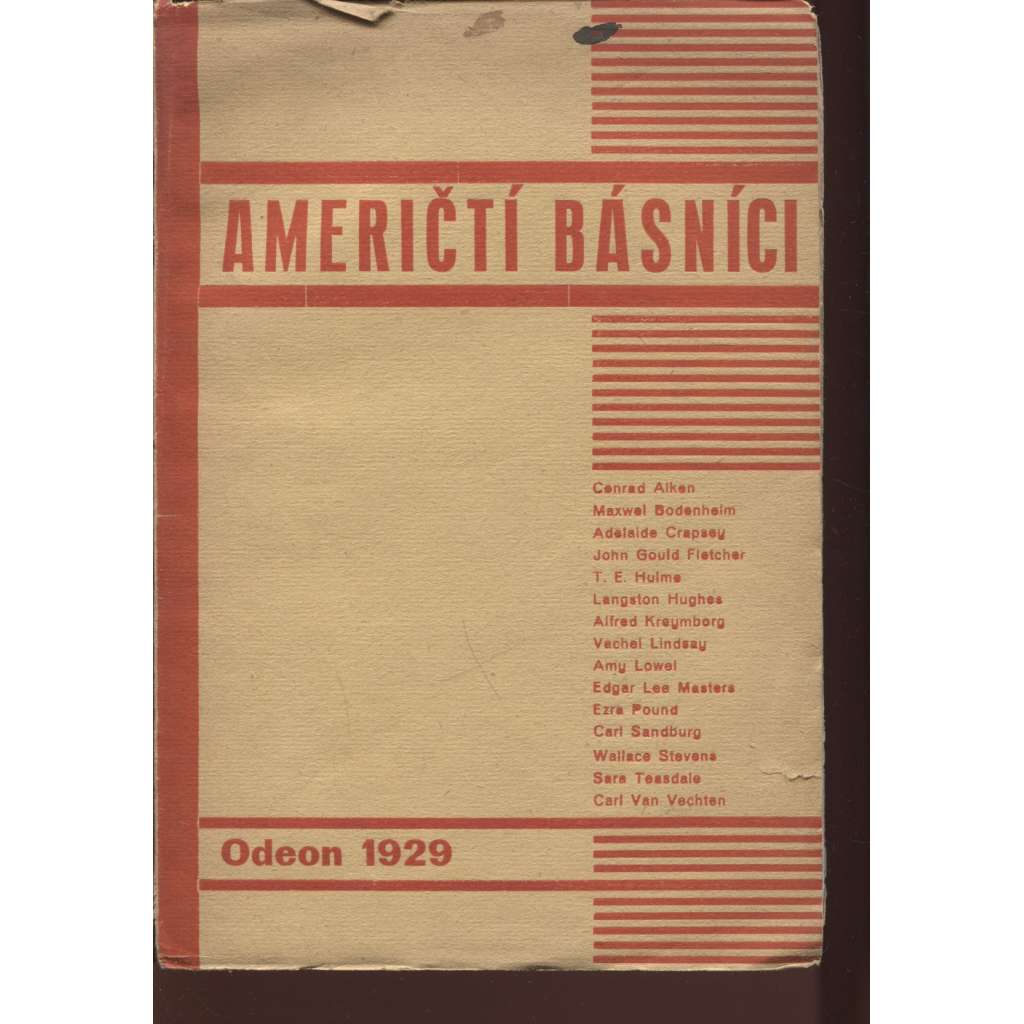 AMERIČTÍ BÁSNÍCI
Conrad Aiken
Maxwel Bodenheim
Adelaide Crapsey
John Gould Fletcher
T. E. Hulme
Langston Hughes
Alfred Kreymborg
Vachel Lindsay
Amy Lowel
Edgar Lee Masters
Ezra Pound
Carl Sandburg
Wallace Stevens
Sara Teasdale
Carl Van Vechten
Odeon 1929